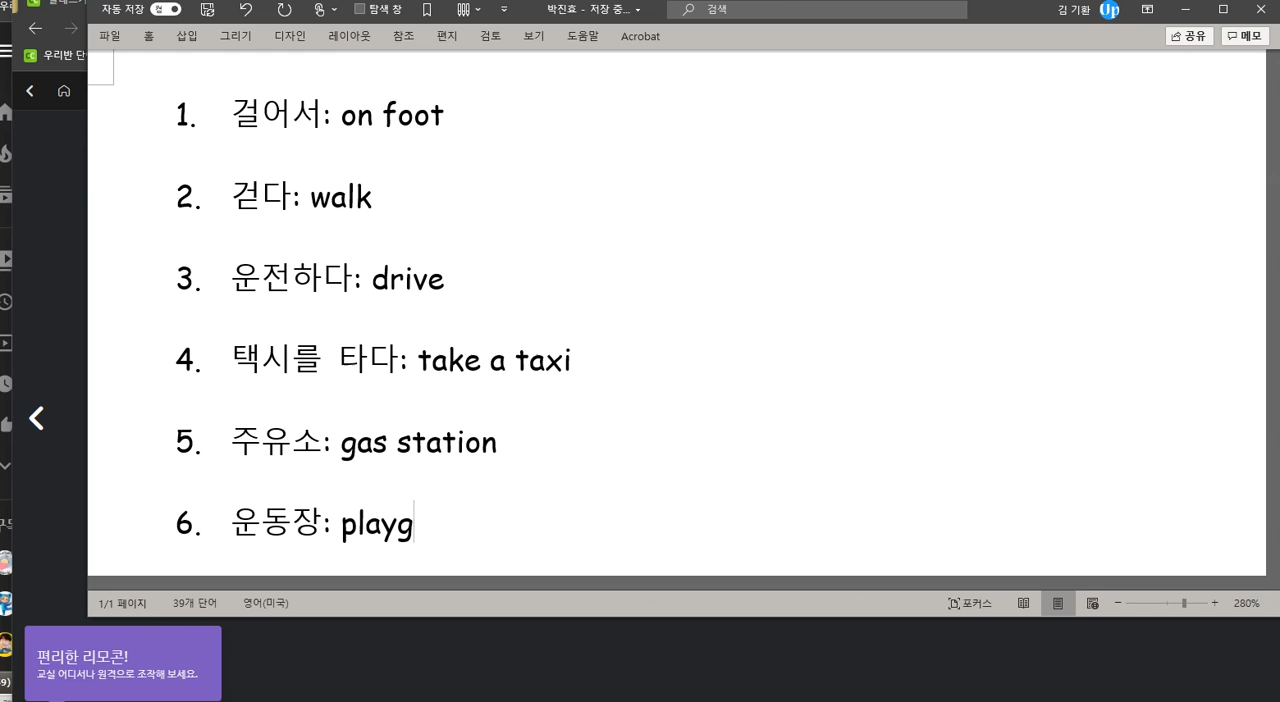 자동 저장 켬
탐색 창
박진효 - 저장 중...
검색
김 기환
Up
우리반 단
파일 홈 삽입 그리기 디자인 레이아웃 참조 편지 검토 보기 도움말 Acrobat
공유 메모
1. 걸어서: on foot
2. 걷다: walk
3. 운전하다: drive
4. 택시를 타다: take a taxi
5. 주유소: gas station
6. 운동장: playg
1/1 페이지 39개 단어 영어(미국)
포커스
280%
편리한 리모콘!
교실 어디서나 원격으로 조작해 보세요.